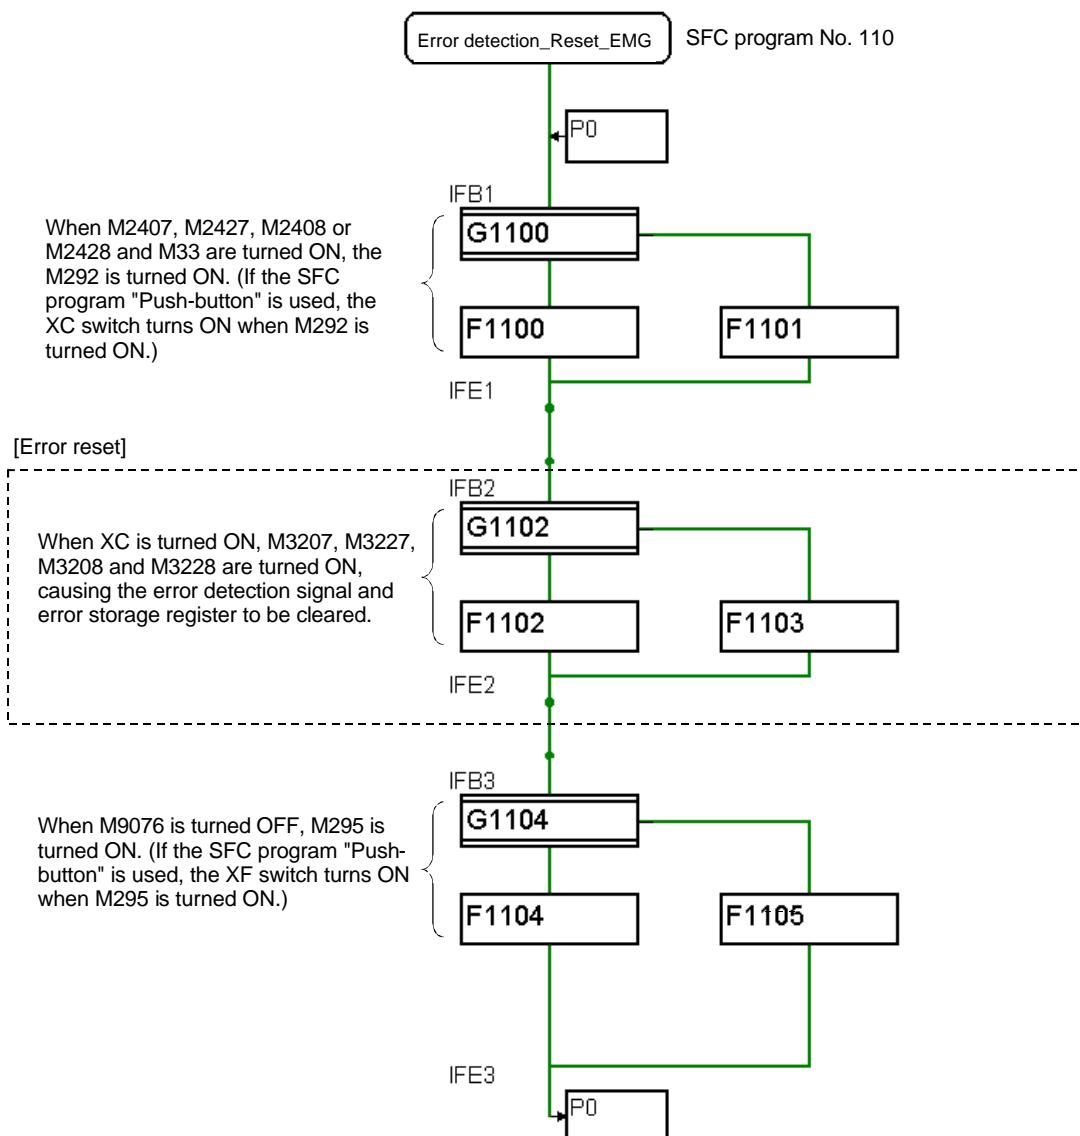 Error detection_Reset_EMG
SFC program No. 110
P0
IFB1
When M2407, M2427, M2408 or
M2428 and M33 are turned ON, the
M292 is turned ON. (If the SFC
program "Push-button" is used, the
XC switch turns ON when M292 is
turned ON.)
G1100
F1100
F1101
IFE1
[Error reset]
IFB2
When XC is turned ON, M3207, M3227,
M3208 and M3228 are turned ON,
causing the error detection signal and
error storage register to be cleared.
G1102
F1102
F1103
IFE2
IFB3
When M9076 is turned OFF, M295 is
turned ON. (If the SFC program "Push-
button" is used, the XF switch turns ON
when M295 is turned ON.)
G1104
F1104
F1105
IFE3
P0